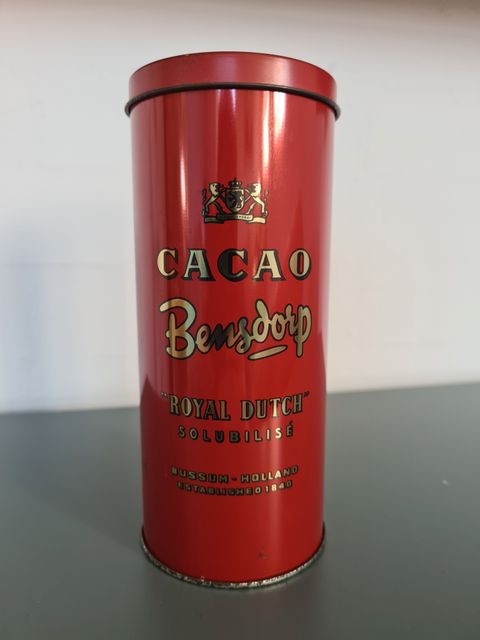 CACAO
Bensdorp
"ROYAL DUTCH"
SOLUBILISÉ
BUSSUM - HOLLAND
ESTABLISHED 1840